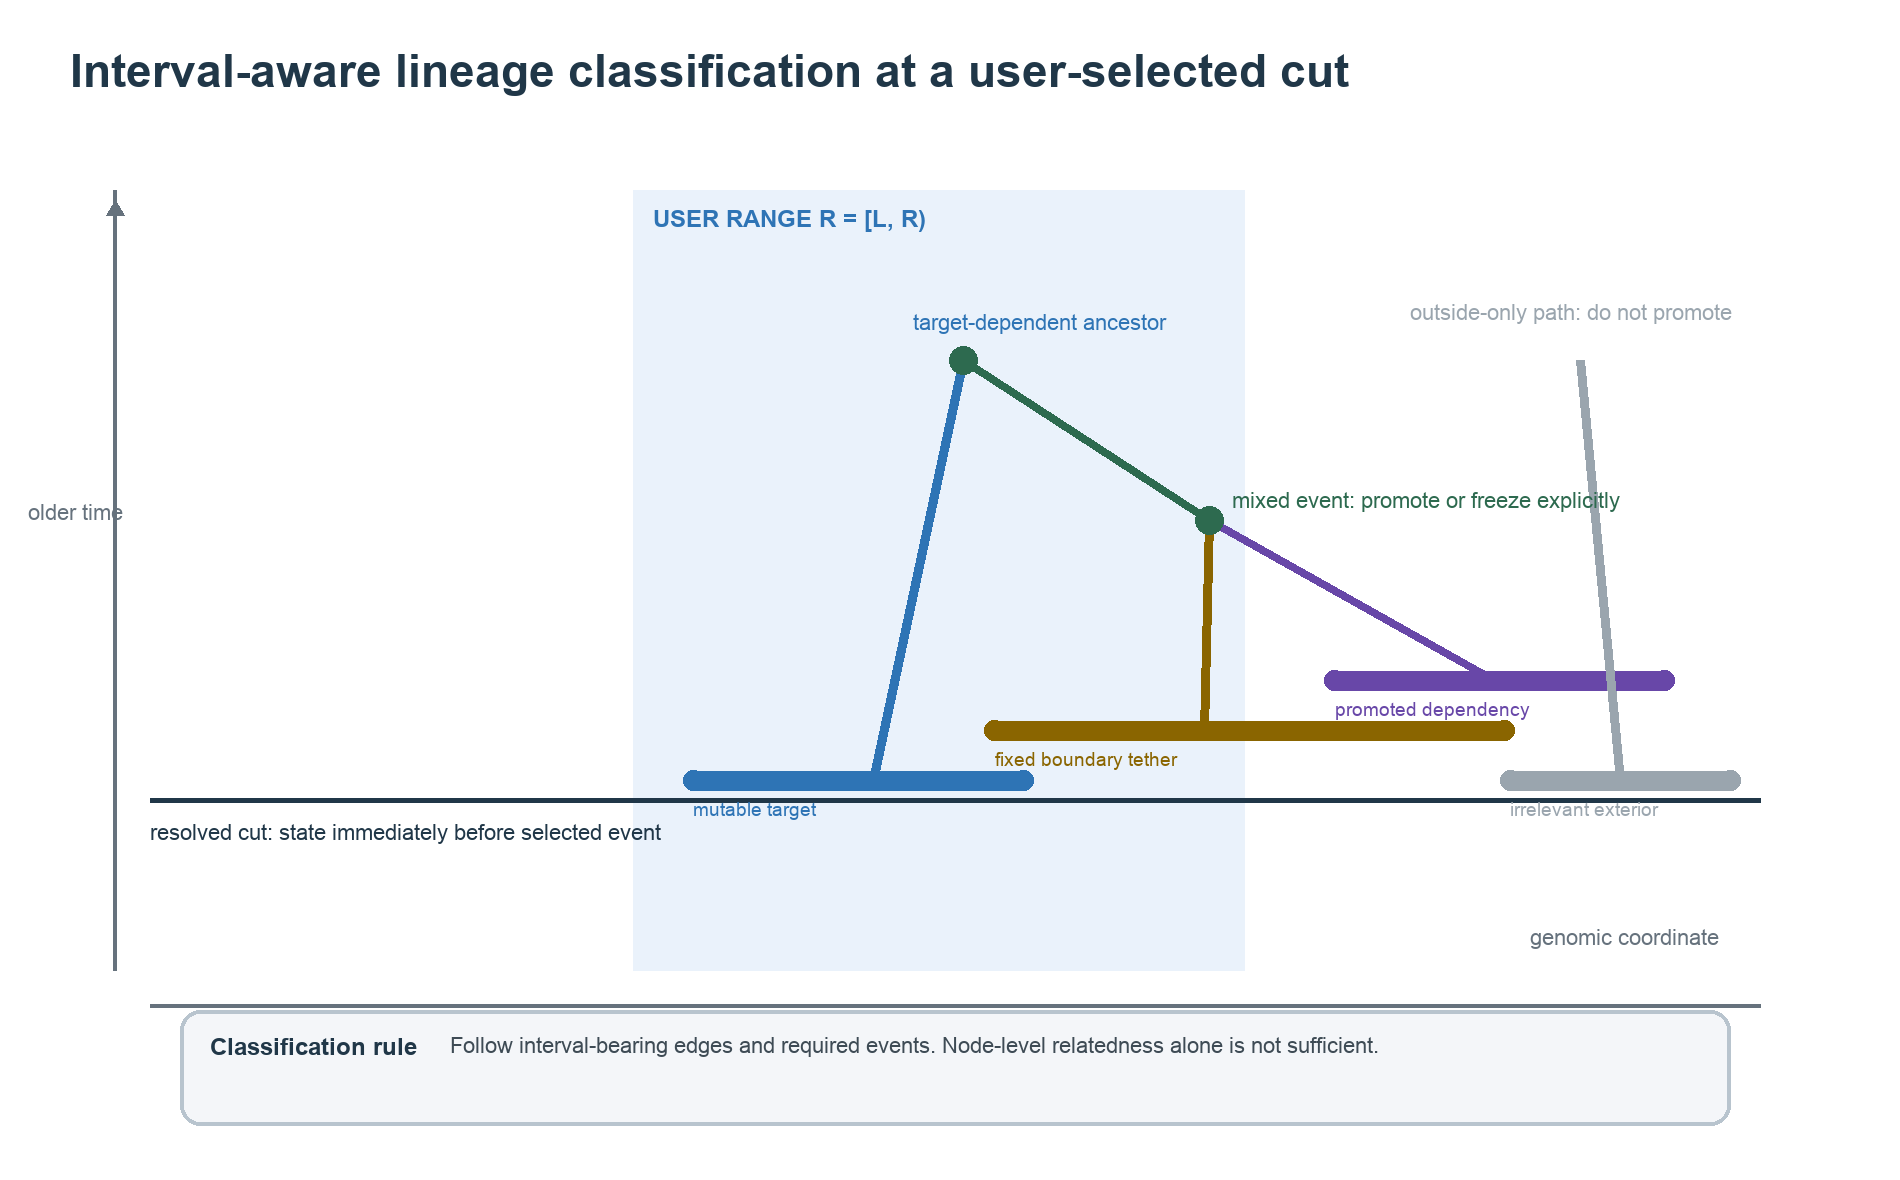 Interval-aware lineage classification at a user-selected cut
USER RANGE R = [L, R)
target-dependent ancestor
outside-only path: do not promote
mixed event: promote or freeze explicitly
older time
promoted dependency
fixed boundary tether
mutable target
irrelevant exterior
resolved cut: state immediately before selected event
genomic coordinate
Classification rule Follow interval-bearing edges and required events. Node-level relatedness alone is not sufficient.